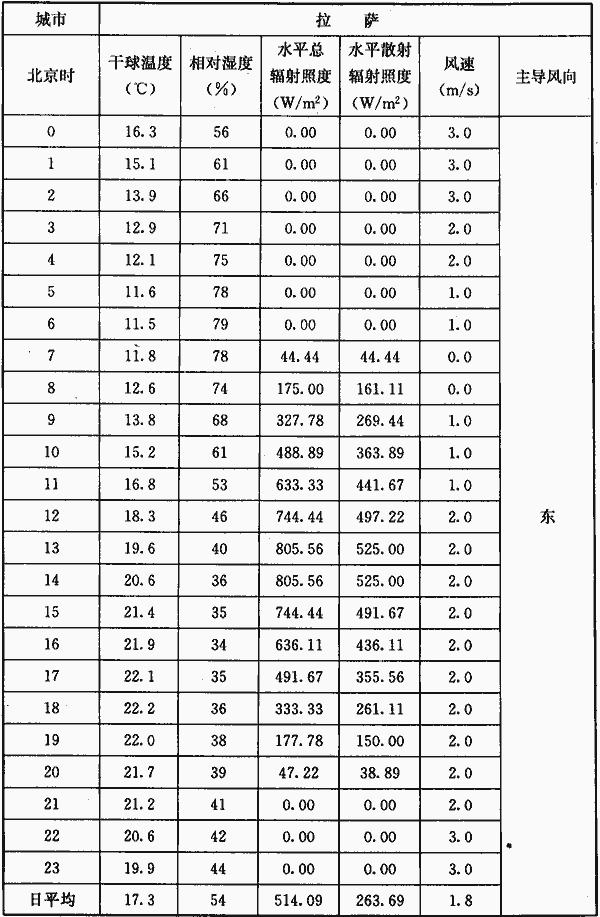 城市 拉 萨
北京时 干球温度（℃） 相对湿度（%） 水平总辐射照度（W/m²） 水平散射辐射照度（W/m²） 风速（m/s） 主导风向
0 16.3 56 0.00 0.00 3.0
1 15.1 61 0.00 0.00 3.0
2 13.9 66 0.00 0.00 3.0
3 12.9 71 0.00 0.00 2.0
4 12.1 75 0.00 0.00 2.0
5 11.6 78 0.00 0.00 1.0
6 11.5 79 0.00 0.00 1.0
7 11.8 78 44.44 44.44 0.0
8 12.6 74 175.00 161.11 0.0
9 13.8 68 327.78 269.44 1.0
10 15.2 61 488.89 363.89 1.0
11 16.8 53 633.33 441.67 1.0
12 18.3 46 744.44 497.22 2.0 东
13 19.6 40 805.56 525.00 2.0
14 20.6 36 805.56 525.00 2.0
15 21.4 35 744.44 491.67 2.0
16 21.9 34 636.11 436.11 2.0
17 22.1 35 491.67 355.56 2.0
18 22.2 36 333.33 261.11 2.0
19 22.0 38 177.78 150.00 2.0
20 21.7 39 47.22 38.89 2.0
21 21.2 41 0.00 0.00 2.0
22 20.6 42 0.00 0.00 3.0
23 19.9 44 0.00 0.00 3.0
日平均 17.3 54 514.09 263.69 1.8